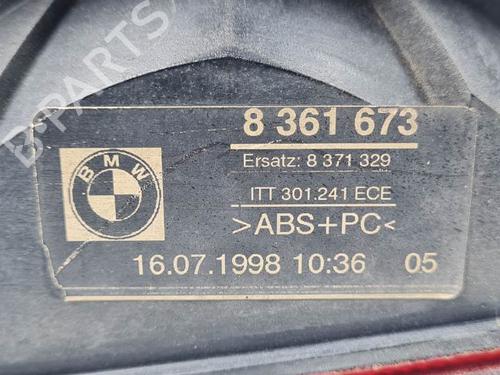 B-PARTS
8 361 673
Ersatz: 8 371 329
BMW
ITT 301.241 ECE
>ABS+PC<
16.07.1998 10:36 05